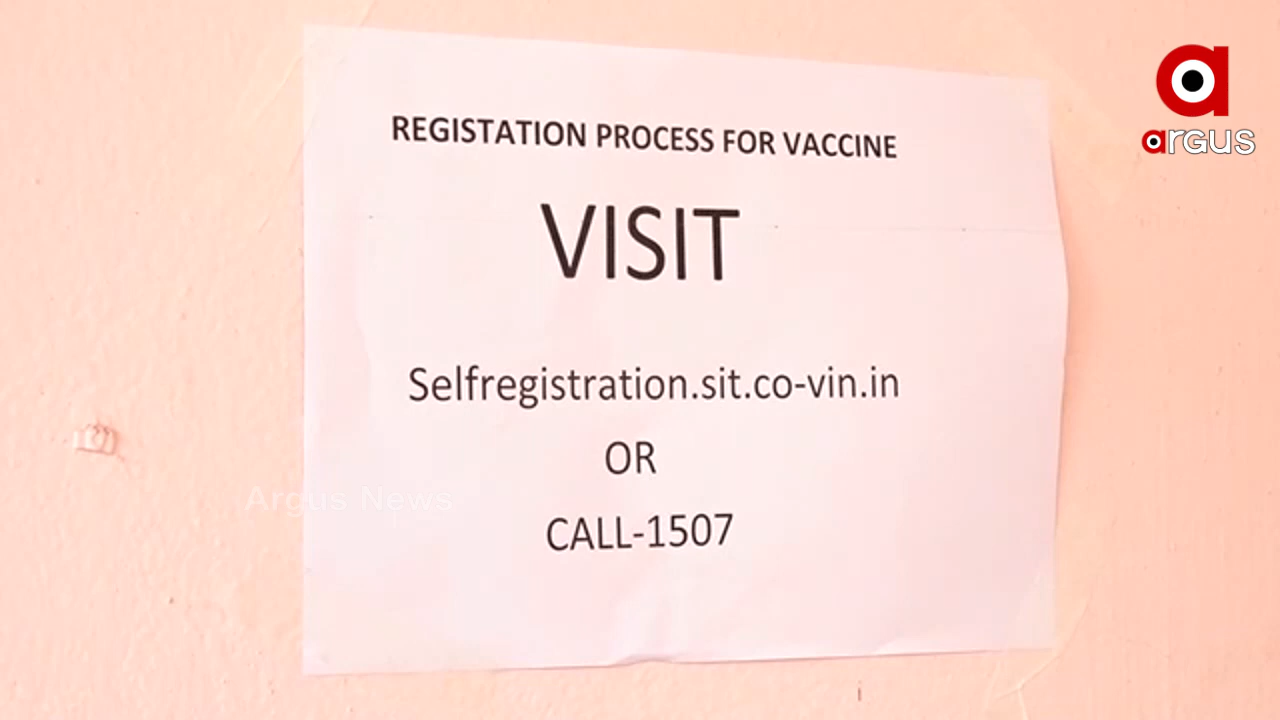 REGISTATION PROCESS FOR VACCINE
VISIT
Selfregistration.sit.co-vin.in
OR
CALL-1507
Argus News
argus